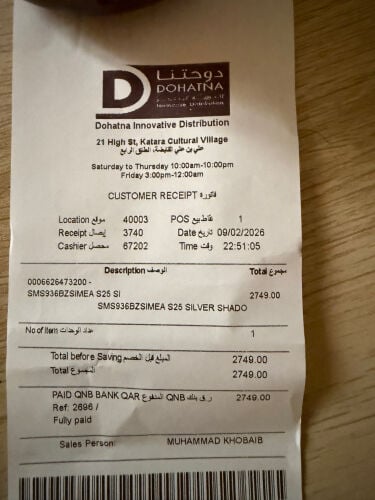 دوحتنا
DOHATNA
Innovative Distribution
Dohatna Innovative Distribution
21 High St, Katara Cultural Village
Saturday to Thursday 10:00am-10:00pm
Friday 3:00pm-12:00am
CUSTOMER RECEIPT فاتورة
Location موقع 40003 POS نقاط بيع 1
Receipt إيصال 3740 Date تاريخ 09/02/2026
Cashier محصل 67202 Time وقت 22:51:05
Description الوصف Total مجموع
0006626473200 -
SMS936BZSIMEA S25 Sl 2749.00
SMS936BZSIMEA S25 SILVER SHADO
No of Item عداد الوحدات 1
Total before Saving المبلغ قبل الخصم 2749.00
Total المجموع 2749.00
PAID QNB BANK QAR المدفوع QNB ر.ق بنك 2749.00
Ref: 2696 /
Fully paid
Sales Person: MUHAMMAD KHOBAIB